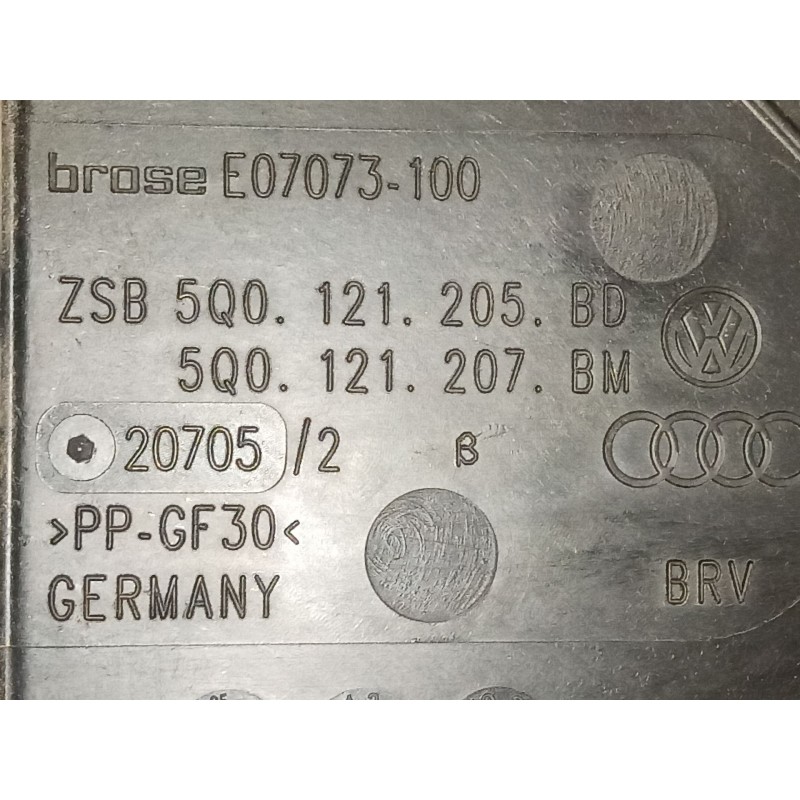 brose E07073-100
ZSB 5Q0. 121. 205. BD
5Q0. 121. 207. BM
20705 /2 β
>PP-GF30<
GERMANY
BRV